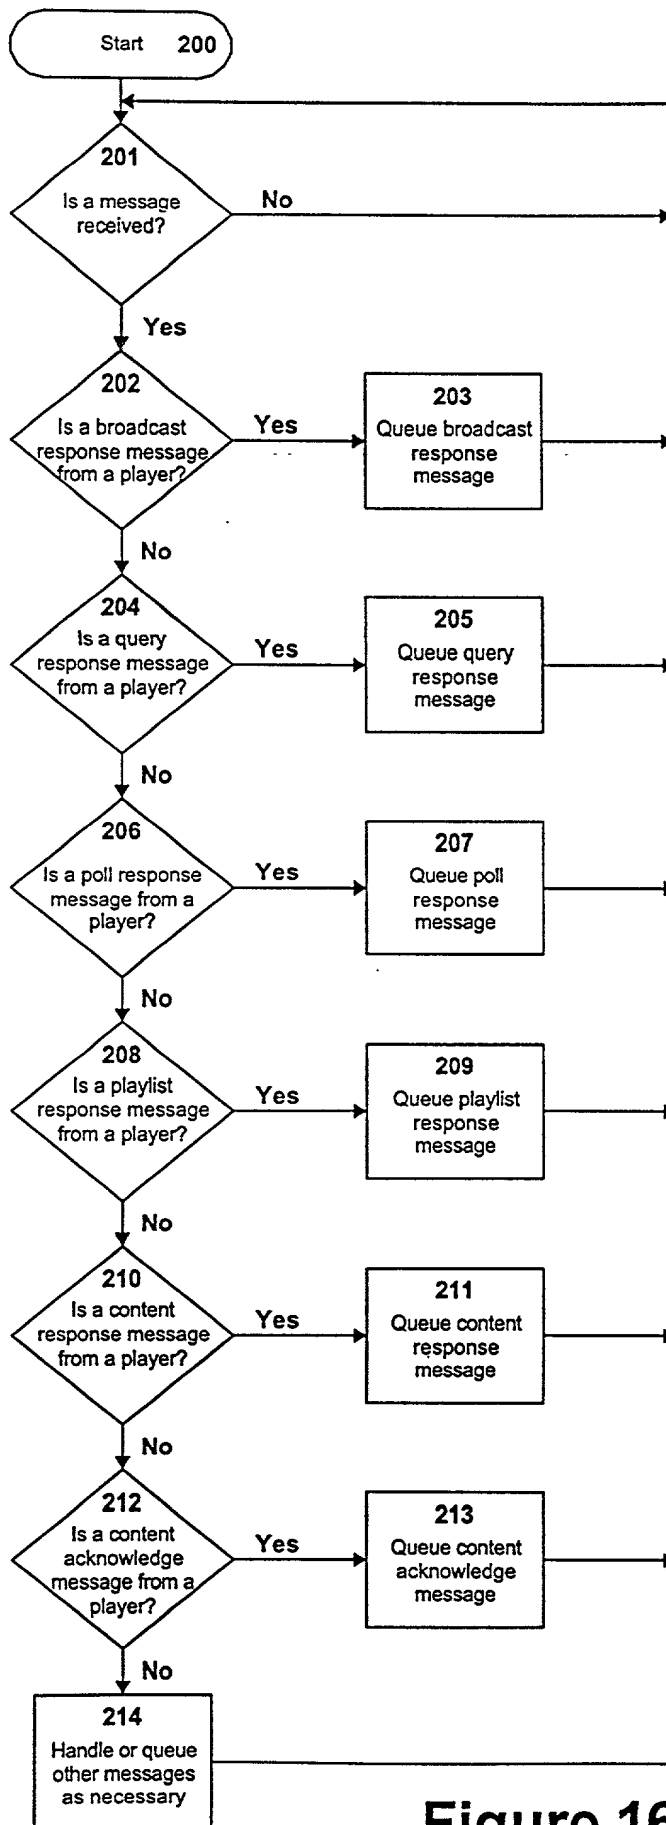 Start 200
201
Is a message
received?
No
Yes
202
Is a broadcast
response message
from a player?
Yes
203
Queue broadcast
response
message
No
204
Is a query
response message
from a player?
Yes
205
Queue query
response
message
No
206
Is a poll response
message from a
player?
Yes
207
Queue poll
response
message
No
208
Is a playlist
response message
from a player?
Yes
209
Queue playlist
response
message
No
210
Is a content
response message
from a player?
Yes
211
Queue content
response
message
No
212
Is a content
acknowledge
message from a
player?
Yes
213
Queue content
acknowledge
message
No
214
Handle or queue
other messages
as necessary
Figure 16